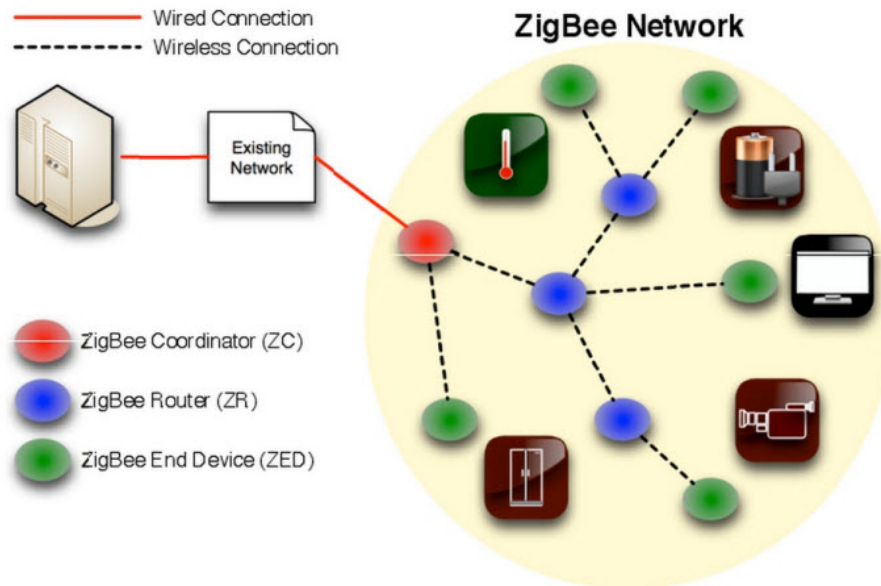 Wired Connection
Wireless Connection
ZigBee Network
Existing
Network
ZigBee Coordinator (ZC)
ZigBee Router (ZR)
ZigBee End Device (ZED)